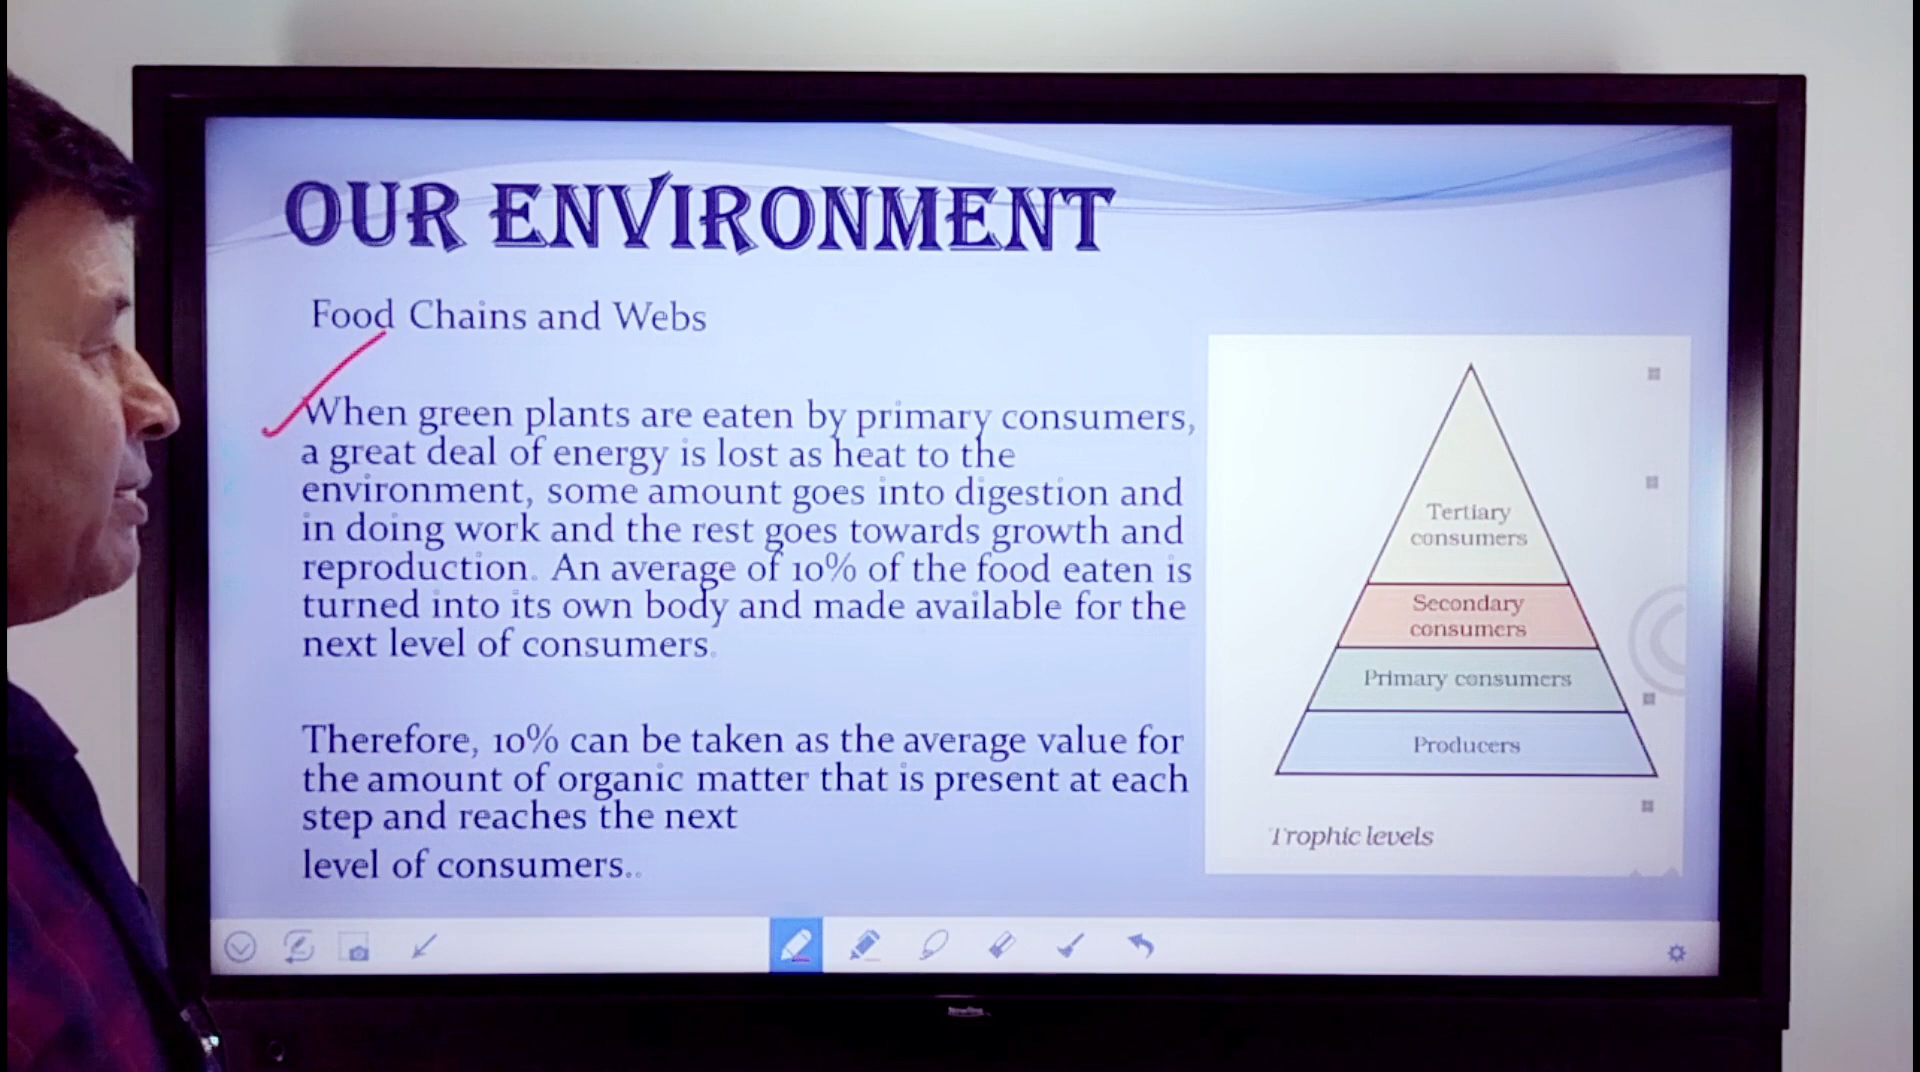 OUR ENVIRONMENT
Food Chains and Webs
When green plants are eaten by primary consumers,
a great deal of energy is lost as heat to the
environment, some amount goes into digestion and
in doing work and the rest goes towards growth and
reproduction. An average of 10% of the food eaten is
turned into its own body and made available for the
next level of consumers.
Therefore, 10% can be taken as the average value for
the amount of organic matter that is present at each
step and reaches the next
level of consumers..
Tertiary
consumers
Secondary
consumers
Primary consumers
Producers
Trophic levels